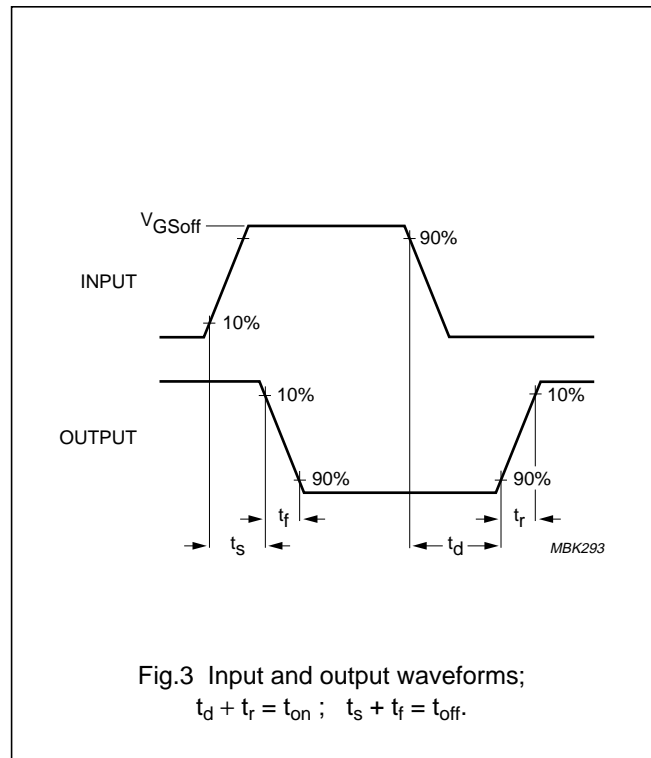 VGSoff
90%
INPUT
10%
10%
10%
OUTPUT
90%
90%
tf
tr
ts
td
MBK293
Fig.3 Input and output waveforms;
td + tr = ton ; ts + tf = toff.